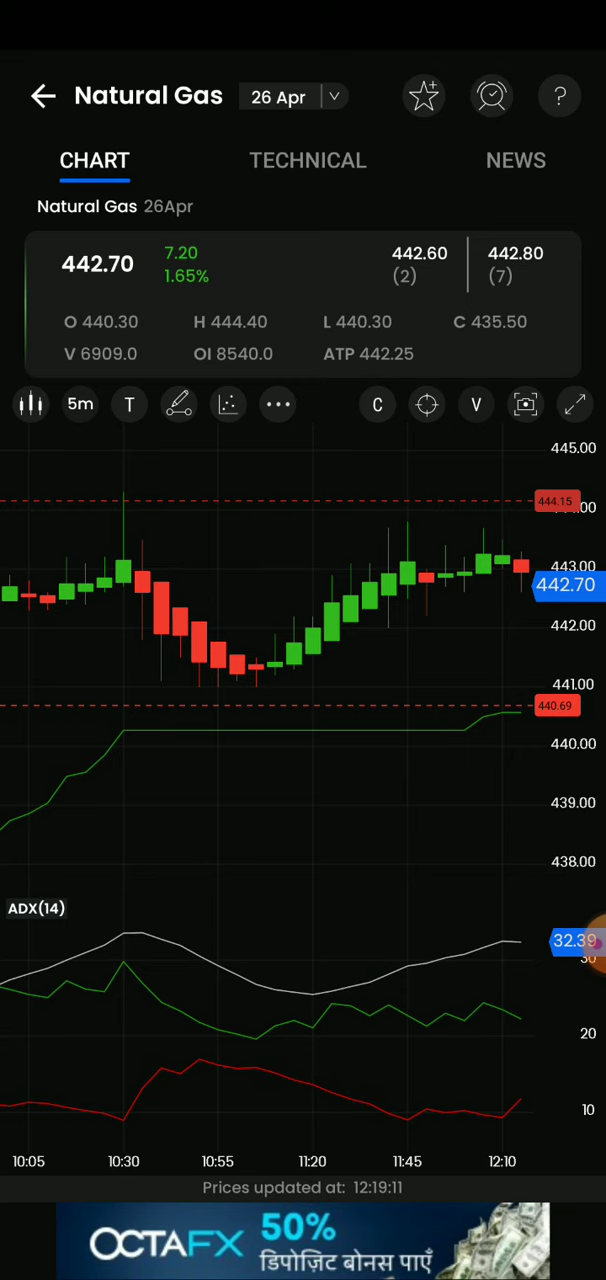 Natural Gas 26 Apr ?
CHART TECHNICAL NEWS
Natural Gas 26Apr
442.70 7.20 442.60 442.80
1.65% (2) (7)
O 440.30 H 444.40 L 440.30 C 435.50
V 6909.0 OI 8540.0 ATP 442.25
5m T C V
445.00
444.15
443.00
442.70
442.00
441.00
440.69
440.00
439.00
438.00
ADX(14)
32.39
30
20
10
10:05 10:30 10:55 11:20 11:45 12:10
Prices updated at: 12:19:11
OCTAFX 50%
डिपोज़िट बोनस पाएँ